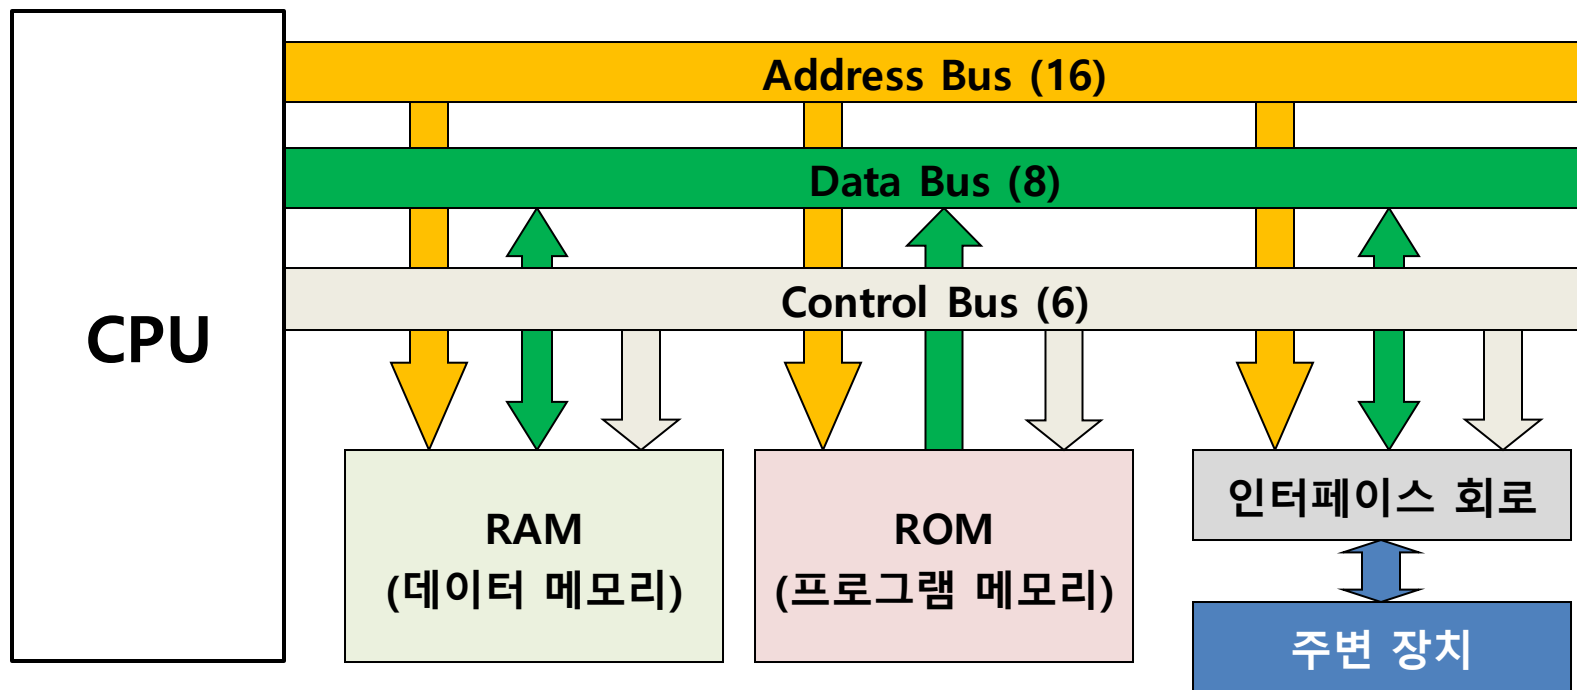 Address Bus (16)
Data Bus (8)
Control Bus (6)
CPU
RAM
(데이터 메모리)
ROM
(프로그램 메모리)
인터페이스 회로
주변 장치